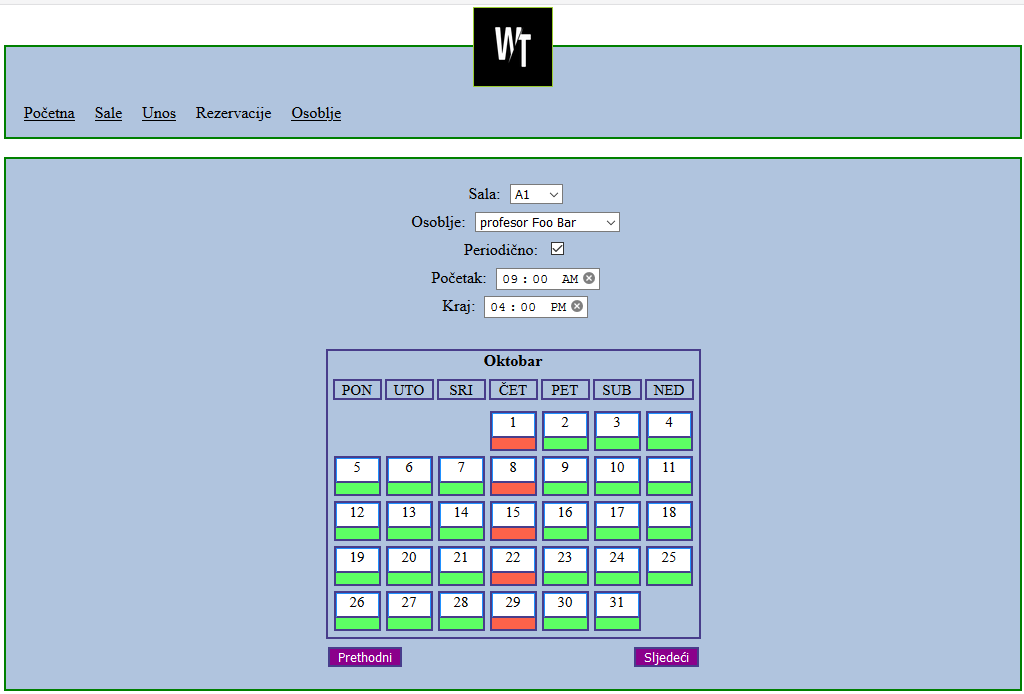 WT
Početna Sale Unos Rezervacije Osoblje
Sala: A1
Osoblje: profesor Foo Bar
Periodično:
Početak: 09 : 00 AM
Kraj: 04 : 00 PM
Oktobar
PON UTO SRI ČET PET SUB NED
1 2 3 4
5 6 7 8 9 10 11
12 13 14 15 16 17 18
19 20 21 22 23 24 25
26 27 28 29 30 31
Prethodni Sljedeći